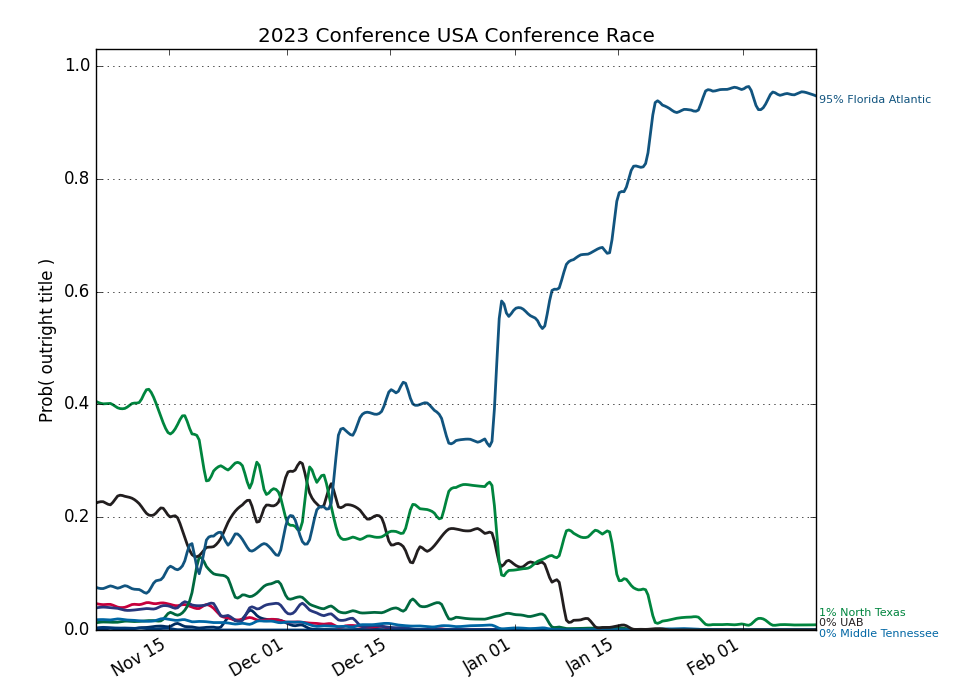 2023 Conference USA Conference Race
Prob( outright title )
1.0
0.8
0.6
0.4
0.2
0.0
Nov 15
Dec 01
Dec 15
Jan 01
Jan 15
Feb 01
95% Florida Atlantic
1% North Texas
0% UAB
0% Middle Tennessee